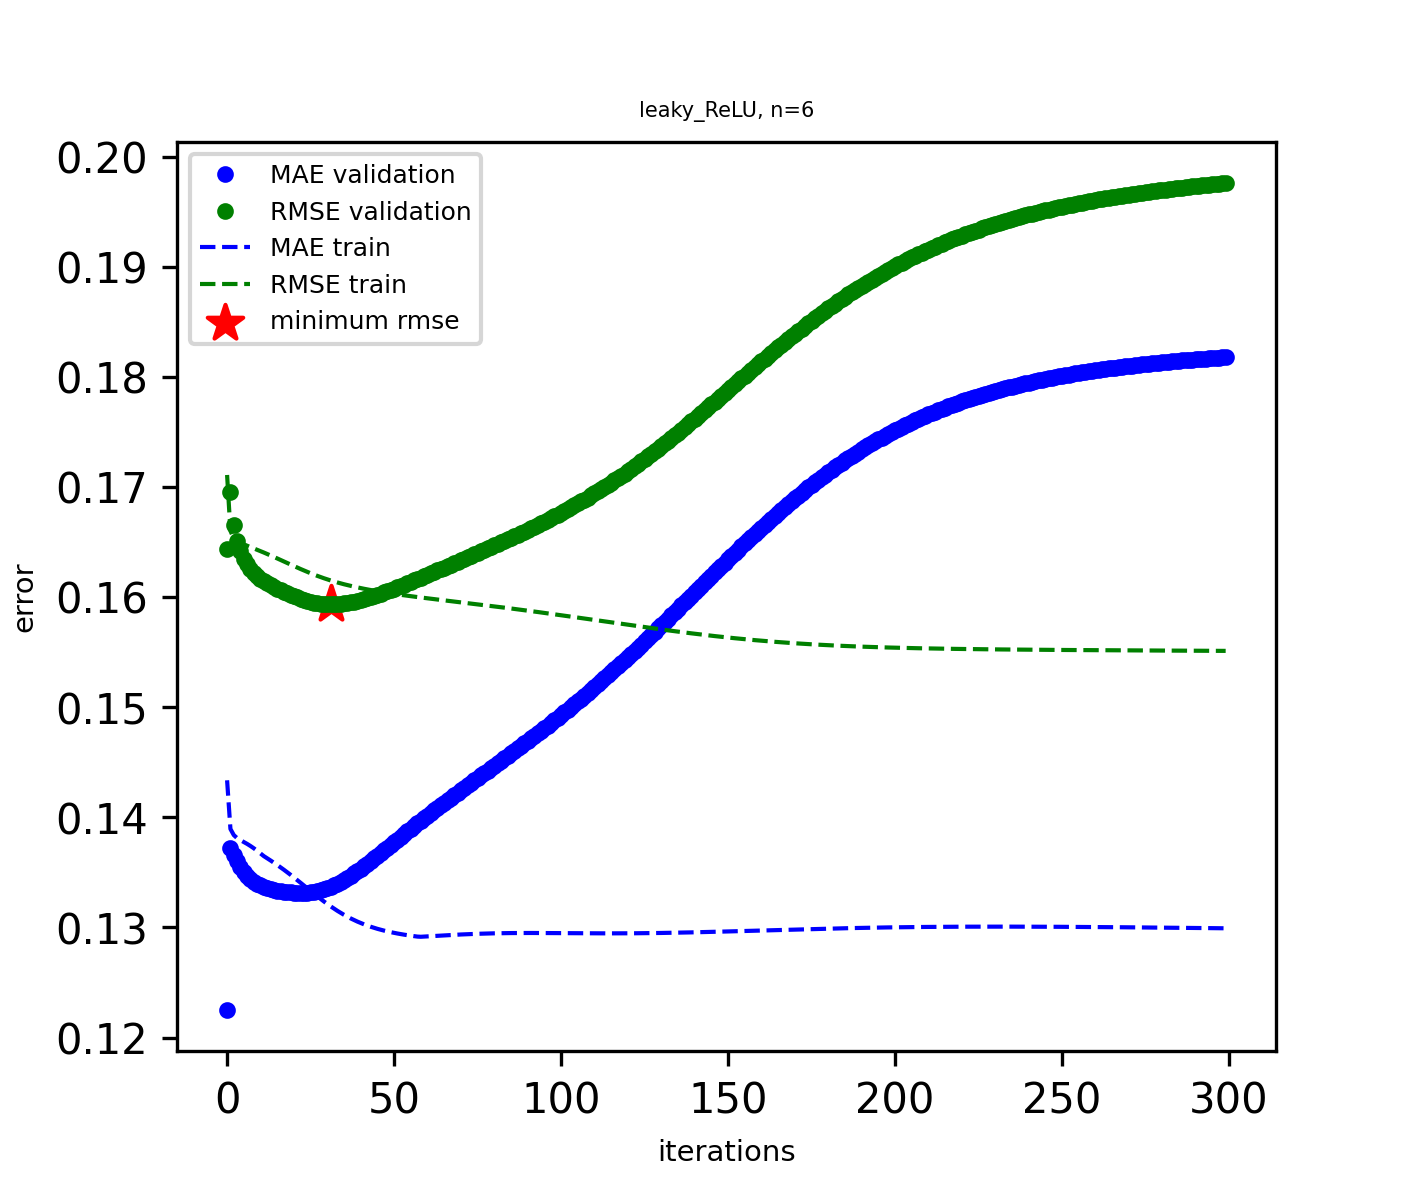 leaky_ReLU, n=6
MAE validation
RMSE validation
MAE train
RMSE train
minimum rmse
error
0.20
0.19
0.18
0.17
0.16
0.15
0.14
0.13
0.12
0 50 100 150 200 250 300
iterations